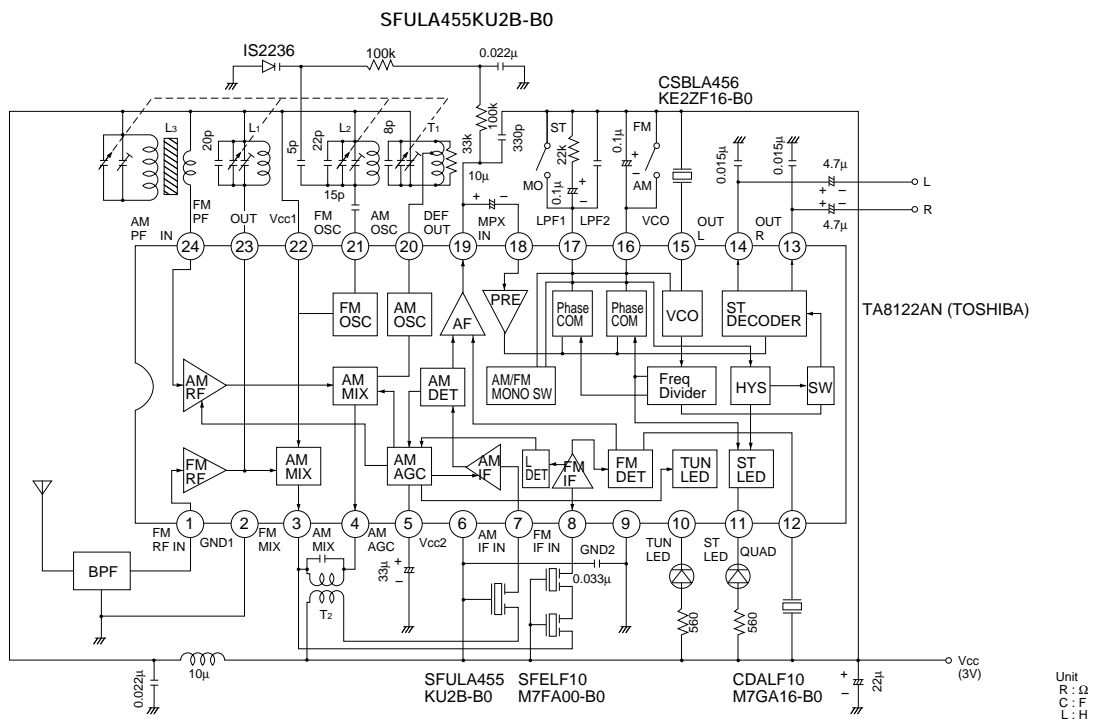 SFULA455KU2B-B0
IS2236
100k
0.022μ
CSBLA456
KE2ZF16-B0
L3
20p
L1
5p
22p
L2
8p
T1
33k
100k
330p
ST
22k
0.1μ
FM
0.015μ
0.015μ
4.7μ
L
R
4.7μ
15p
10μ
MO
0.1μ
AM
+ −
AM
PF
FM
PF
IN
OUT
Vcc1
FM
OSC
AM
OSC
DEF
OUT
MPX
IN
LPF1
LPF2
VCO
OUT
L
OUT
R
24
23
22
21
20
19
18
17
16
15
14
13
TA8122AN (TOSHIBA)
FM
OSC
AM
OSC
AF
PRE
Phase
COM
Phase
COM
VCO
ST
DECODER
AM
RF
AM
MIX
AM
DET
AM/FM
MONO SW
Freq
Divider
HYS
SW
FM
RF
AM
MIX
AM
AGC
AM
IF
L
DET
FM
IF
FM
DET
TUN
LED
ST
LED
1
2
3
4
5
6
7
8
9
10
11
12
FM
RF IN
GND1
FM
MIX
AM
MIX
AM
AGC
Vcc2
AM
IF IN
FM
IF IN
GND2
TUN
LED
ST
LED
QUAD
BPF
33μ
0.033μ
T2
560
560
10μ
0.022μ
SFULA455
KU2B-B0
SFELF10
M7FA00-B0
CDALF10
M7GA16-B0
22μ
Vcc
(3V)
Unit
R : Ω
C : F
L : H